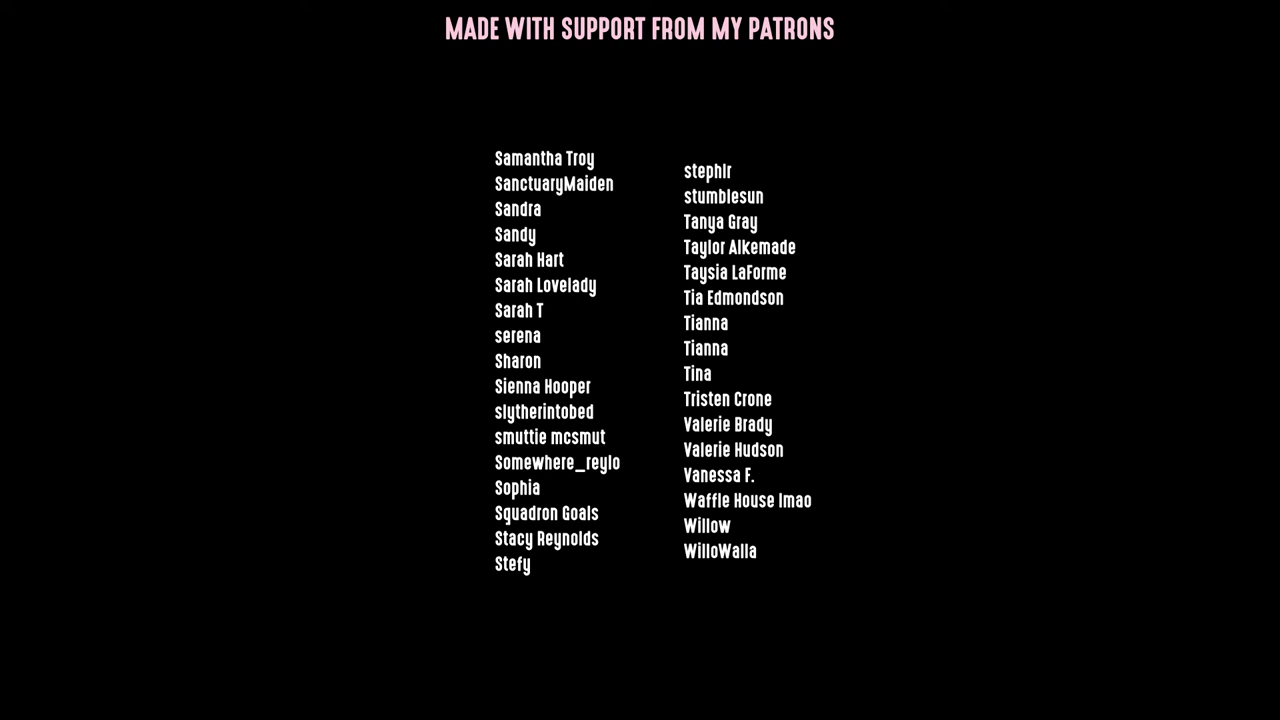 MADE WITH SUPPORT FROM MY PATRONS
Samantha Troy
SanctuaryMaiden
Sandra
Sandy
Sarah Hart
Sarah Lovelady
Sarah T
serena
Sharon
Sienna Hooper
slytherintobed
smuttie mcsmut
Somewhere_reylo
Sophia
Squadron Goals
Stacy Reynolds
Stefy
stephlr
stumblesun
Tanya Gray
Taylor Alkemade
Taysia LaForme
Tia Edmondson
Tianna
Tianna
Tina
Tristen Crone
Valerie Brady
Valerie Hudson
Vanessa F.
Waffle House lmao
Willow
WilloWalla